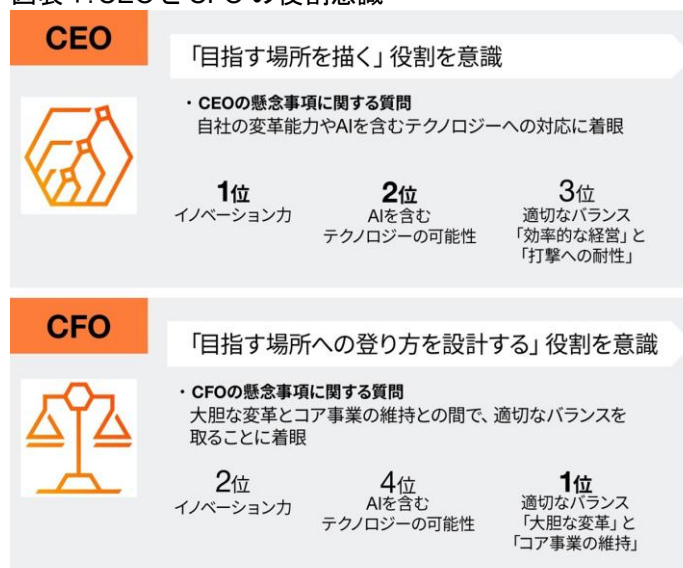 CEO
「目指す場所を描く」役割を意識
・CEOの懸念事項に関する質問
自社の変革能力やAIを含むテクノロジーへの対応に着眼
1位
イノベーション力
2位
AIを含む
テクノロジーの可能性
3位
適切なバランス
「効率的な経営」と
「打撃への耐性」
CFO
「目指す場所への登り方を設計する」役割を意識
・CFOの懸念事項に関する質問
大胆な変革とコア事業の維持との間で、適切なバランスを
取ることに着眼
2位
イノベーション力
4位
AIを含む
テクノロジーの可能性
1位
適切なバランス
「大胆な変革」と
「コア事業の維持」